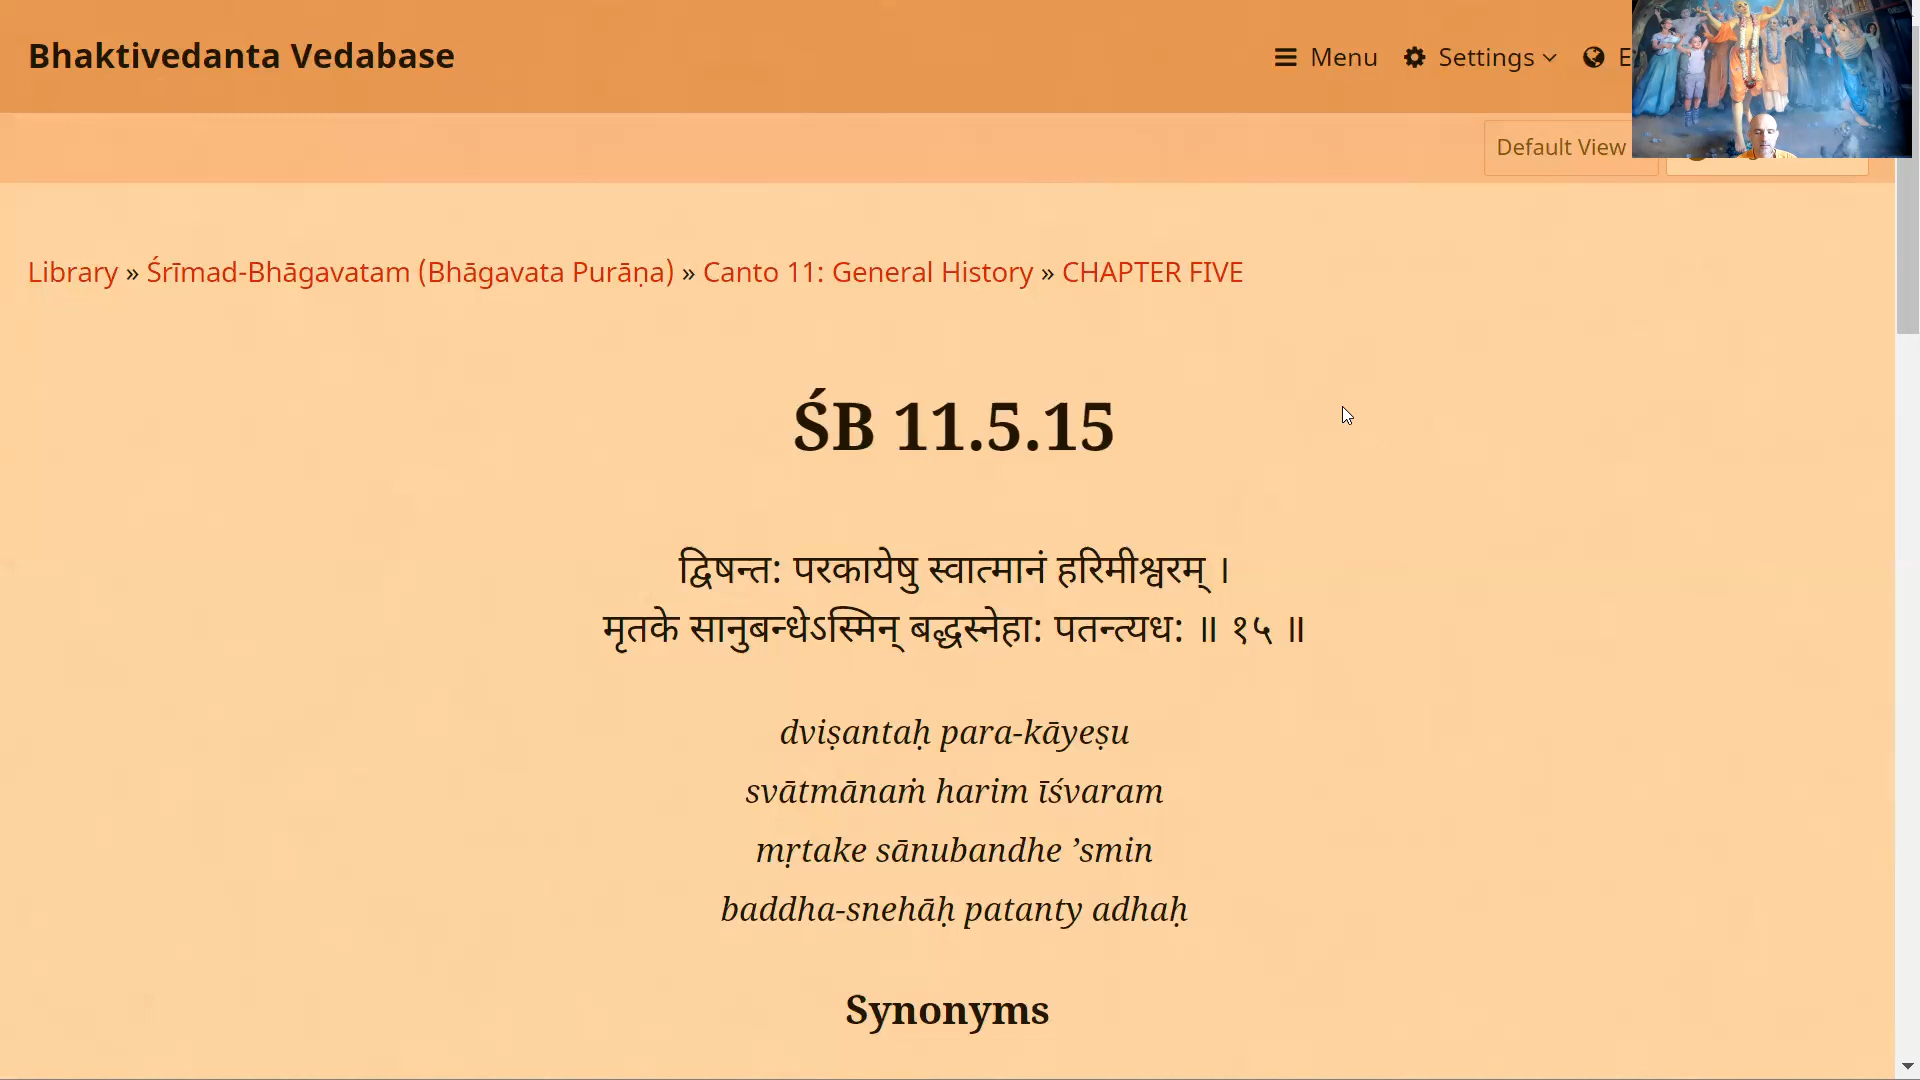 Bhaktivedanta Vedabase
Menu Settings
Default View
Library » Śrīmad-Bhāgavatam (Bhāgavata Purāṇa) » Canto 11: General History » CHAPTER FIVE
ŚB 11.5.15
द्विषन्त: परकायेषु स्वात्मानं हरिमीश्वरम् ।
मृतके सानुबन्धेऽस्मिन् बद्धस्‍नेहा: पतन्त्यध: ॥ १५ ॥
dviṣantaḥ para-kāyeṣu
svātmānaṁ harim īśvaram
mṛtake sānubandhe ’smin
baddha-snehāḥ patanty adhaḥ
Synonyms